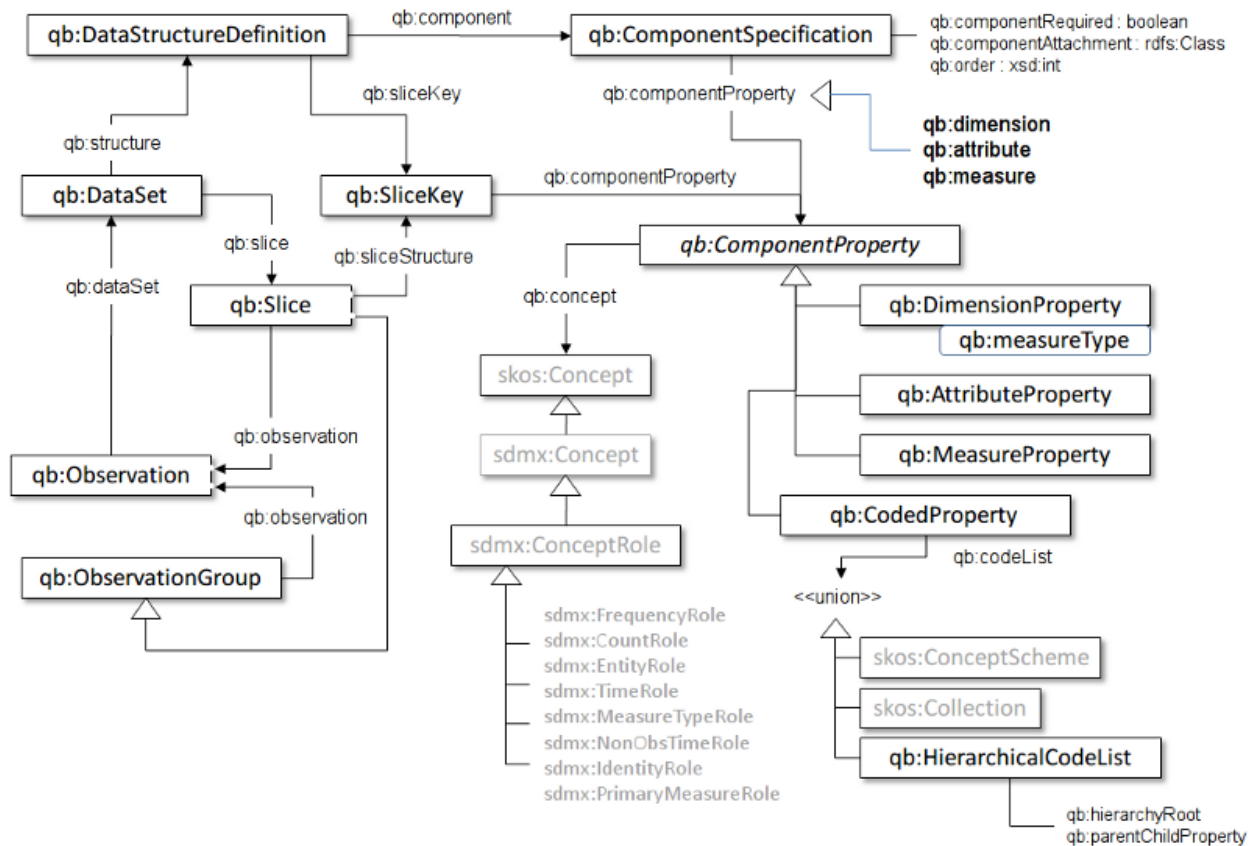 qb:DataStructureDefinition
qb:component
qb:ComponentSpecification
qb:componentRequired : boolean
qb:componentAttachment : rdfs:Class
qb:order : xsd:int
qb:sliceKey
qb:componentProperty
qb:dimension
qb:attribute
qb:measure
qb:structure
qb:DataSet
qb:SliceKey
qb:componentProperty
qb:slice
qb:sliceStructure
qb:ComponentProperty
qb:dataSet
qb:Slice
qb:concept
qb:DimensionProperty
qb:measureType
skos:Concept
qb:AttributeProperty
qb:observation
sdmx:Concept
qb:MeasureProperty
qb:Observation
qb:observation
qb:CodedProperty
sdmx:ConceptRole
qb:codeList
qb:ObservationGroup
<<union>>
sdmx:FrequencyRole
sdmx:CountRole
sdmx:EntityRole
sdmx:TimeRole
sdmx:MeasureTypeRole
sdmx:NonObsTimeRole
sdmx:IdentityRole
sdmx:PrimaryMeasureRole
skos:ConceptScheme
skos:Collection
qb:HierarchicalCodeList
qb:hierarchyRoot
qb:parentChildProperty